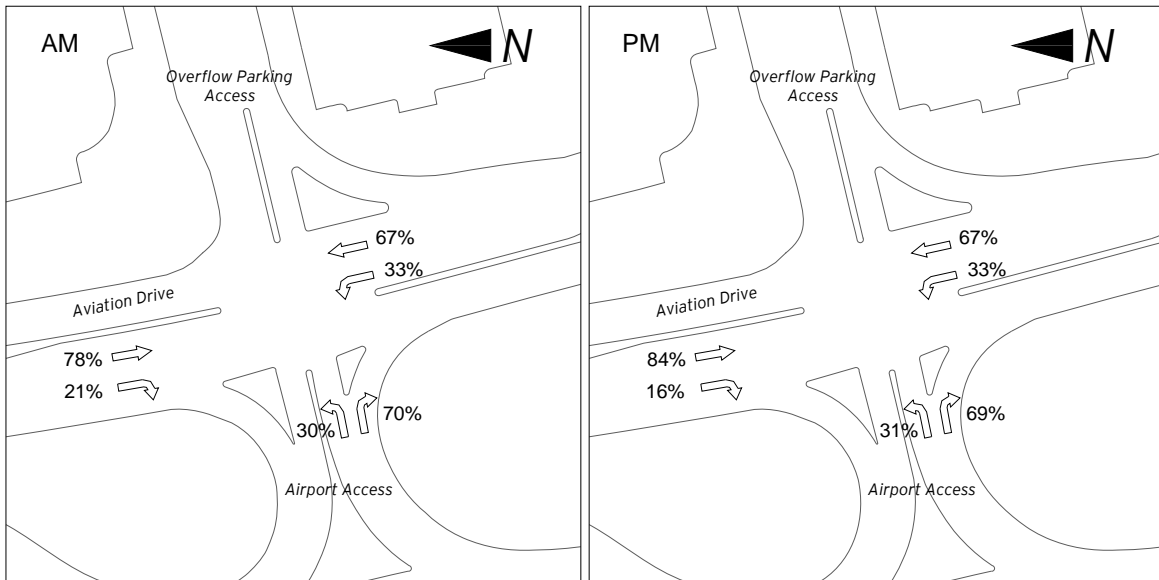 AM
N
Overflow Parking
Access
67%
33%
Aviation Drive
78%
21%
70%
30%
Airport Access
PM
N
Overflow Parking
Access
67%
33%
Aviation Drive
84%
16%
69%
31%
Airport Access